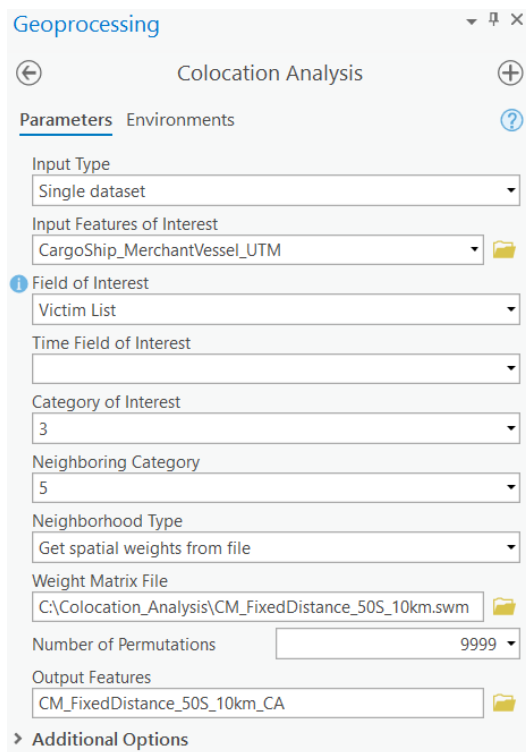 Geoprocessing
Colocation Analysis
Parameters Environments
Input Type
Single dataset
Input Features of Interest
CargoShip_MerchantVessel_UTM
Field of Interest
Victim List
Time Field of Interest
Category of Interest
3
Neighboring Category
5
Neighborhood Type
Get spatial weights from file
Weight Matrix File
C:\Colocation_Analysis\CM_FixedDistance_50S_10km.swm
Number of Permutations 9999
Output Features
CM_FixedDistance_50S_10km_CA
Additional Options